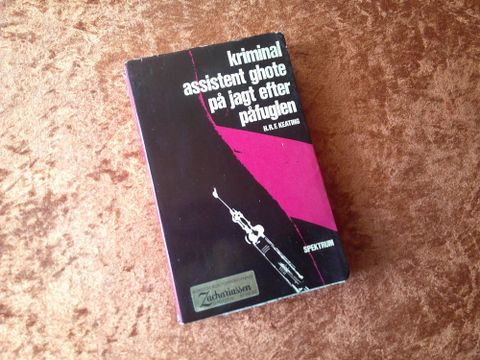 kriminal
assistent ghote
på jagt efter
påfuglen
H.R.F. KEATING
SPEKTRUM
Zachariassen